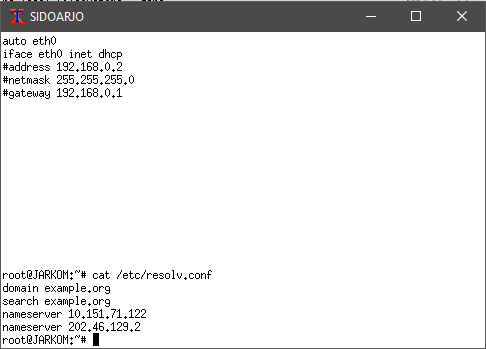 SIDOARJO
auto eth0
iface eth0 inet dhcp
#address 192.168.0.2
#netmask 255.255.255.0
#gateway 192.168.0.1
root@JARKOM:~# cat /etc/resolv.conf
domain example.org
search example.org
nameserver 10.151.71.122
nameserver 202.46.129.2
root@JARKOM:~#